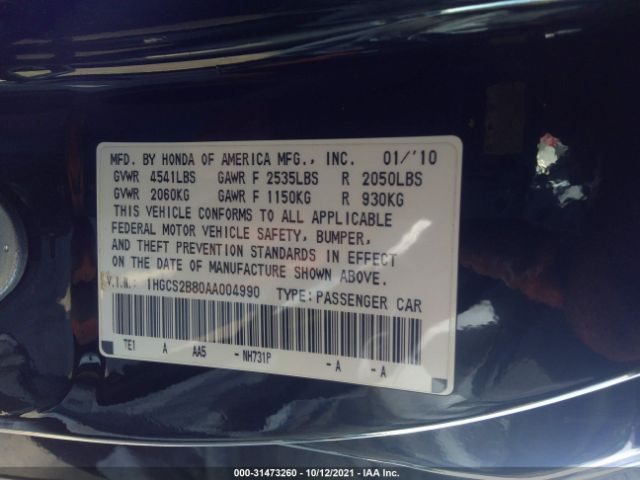 MFD. BY HONDA OF AMERICA MFG., INC. 01/'10
GVWR 4541LBS GAWR F 2535LBS R 2050LBS
GVWR 2060KG GAWR F 1150KG R 930KG
THIS VEHICLE CONFORMS TO ALL APPLICABLE
FEDERAL MOTOR VEHICLE SAFETY, BUMPER,
AND THEFT PREVENTION STANDARDS IN EFFECT
ON THE DATE OF MANUFACTURE SHOWN ABOVE.
V.I.N.: 1HGCS2B80AA004990 TYPE:PASSENGER CAR
TE1 A AA5 -NH731P -A -A
000-31473260 - 10/12/2021 - IAA Inc.